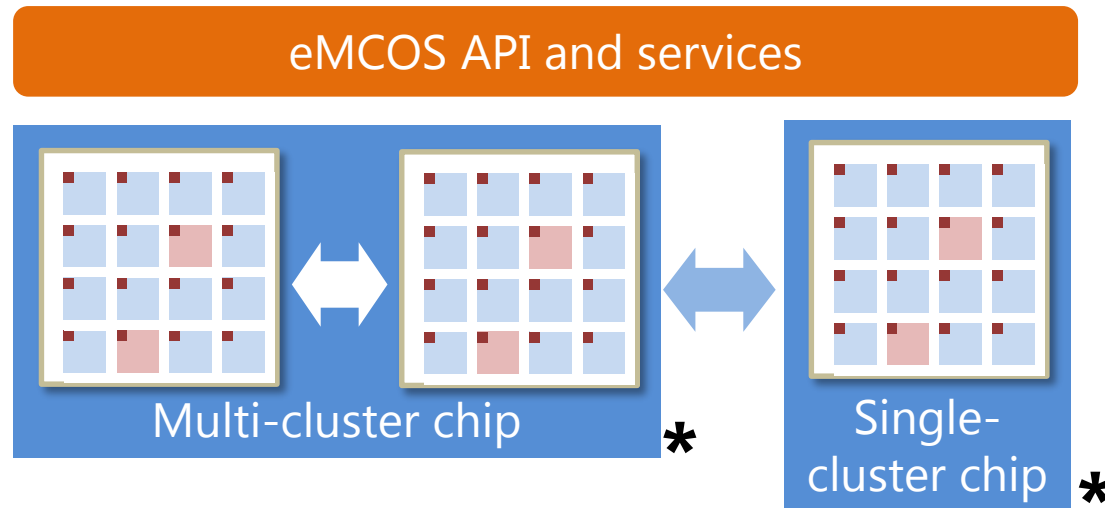 eMCOS API and services
Multi-cluster chip
*
Single-
cluster chip
*